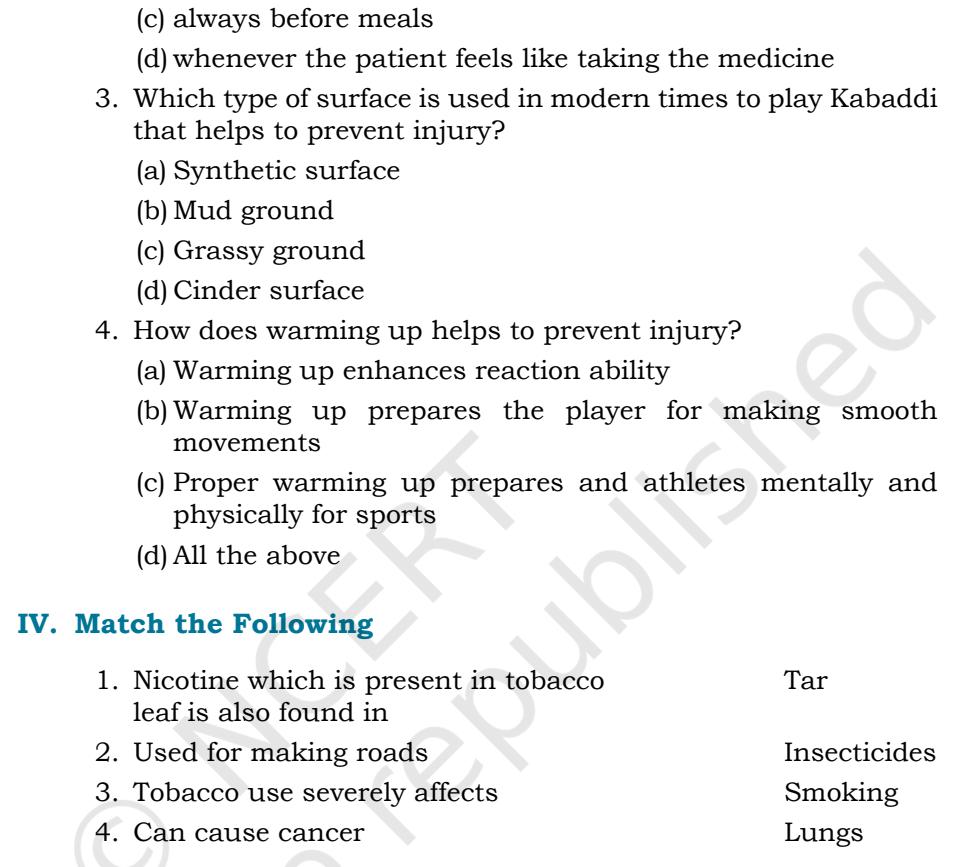 (c) always before meals
(d) whenever the patient feels like taking the medicine
3. Which type of surface is used in modern times to play Kabaddi
that helps to prevent injury?
(a) Synthetic surface
(b) Mud ground
(c) Grassy ground
(d) Cinder surface
4. How does warming up helps to prevent injury?
(a) Warming up enhances reaction ability
(b) Warming up prepares the player for making smooth
movements
(c) Proper warming up prepares and athletes mentally and
physically for sports
(d) All the above
IV. Match the Following
1. Nicotine which is present in tobacco Tar
leaf is also found in
2. Used for making roads Insecticides
3. Tobacco use severely affects Smoking
4. Can cause cancer Lungs
© NCERT
republished